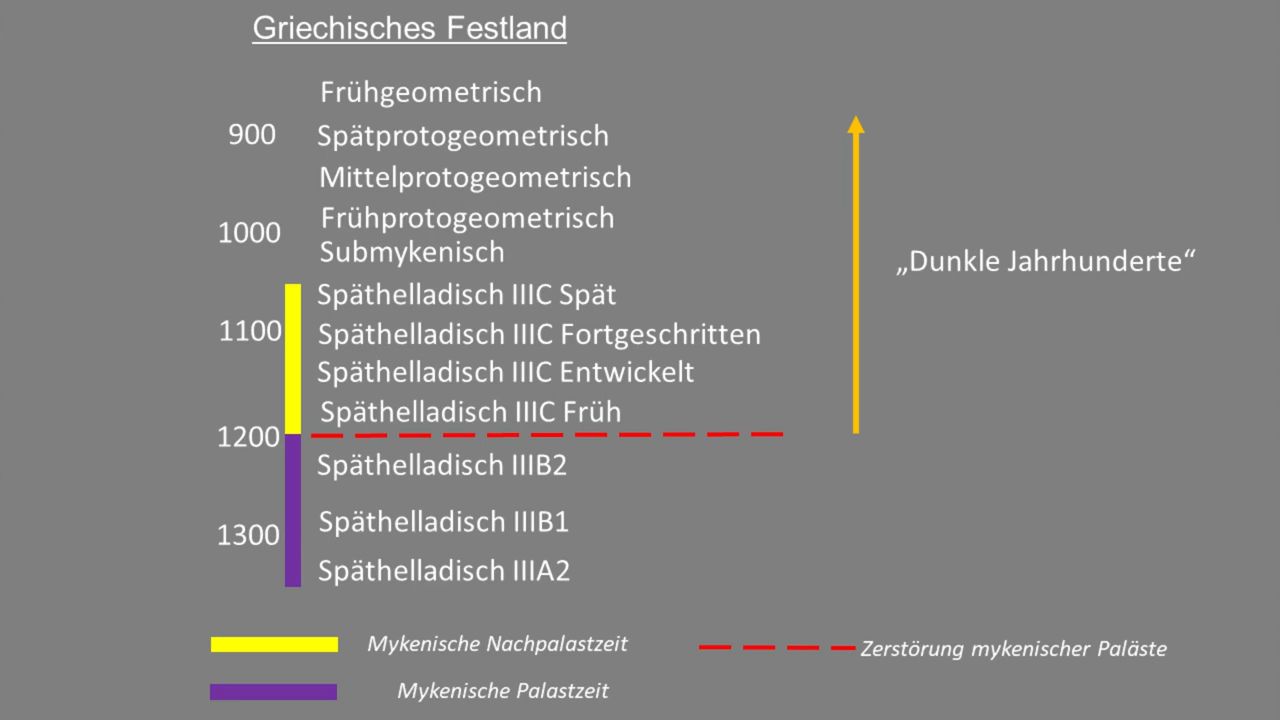 Griechisches Festland
Frühgeometrisch
900 Spätprotogeometrisch
Mittelprotogeometrisch
Frühprotogeometrisch
1000
Submykenisch
„Dunkle Jahrhunderte“
Späthelladisch IIIC Spät
1100 Späthelladisch IIIC Fortgeschritten
Späthelladisch IIIC Entwickelt
Späthelladisch IIIC Früh
1200
Späthelladisch IIIB2
Späthelladisch IIIB1
1300
Späthelladisch IIIA2
Mykenische Nachpalastzeit
Zerstörung mykenischer Paläste
Mykenische Palastzeit